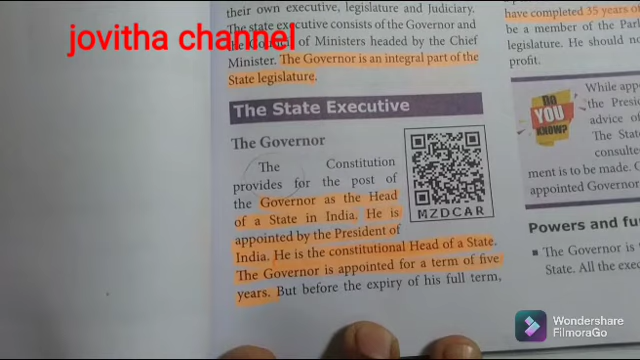 jovitha channel
their own executive, legislature and Judiciary.
The state executive consists of the Governor and
the of Ministers headed by the Chief
Minister. The Governor is an integral part of the
State legislature.
The State Executive
The Governor
The Constitution
provides for the post of
the Governor as the Head
of a State in India. He is
appointed by the President of
India. He is the constitutional Head of a State.
The Governor is appointed for a term of five
years. But before the expiry of his full term,
MZDCAR
have completed 35 years o
be a member of the Parl
legislature. He should no
profit.
DO
YOU
KNOW?
While app
the Presid
advice of
The State
consulte
ment is to be made. 
appointed Governor
Powers and fu
▪ The Governor is t
State. All the exec
Wondershare
FilmoraGo